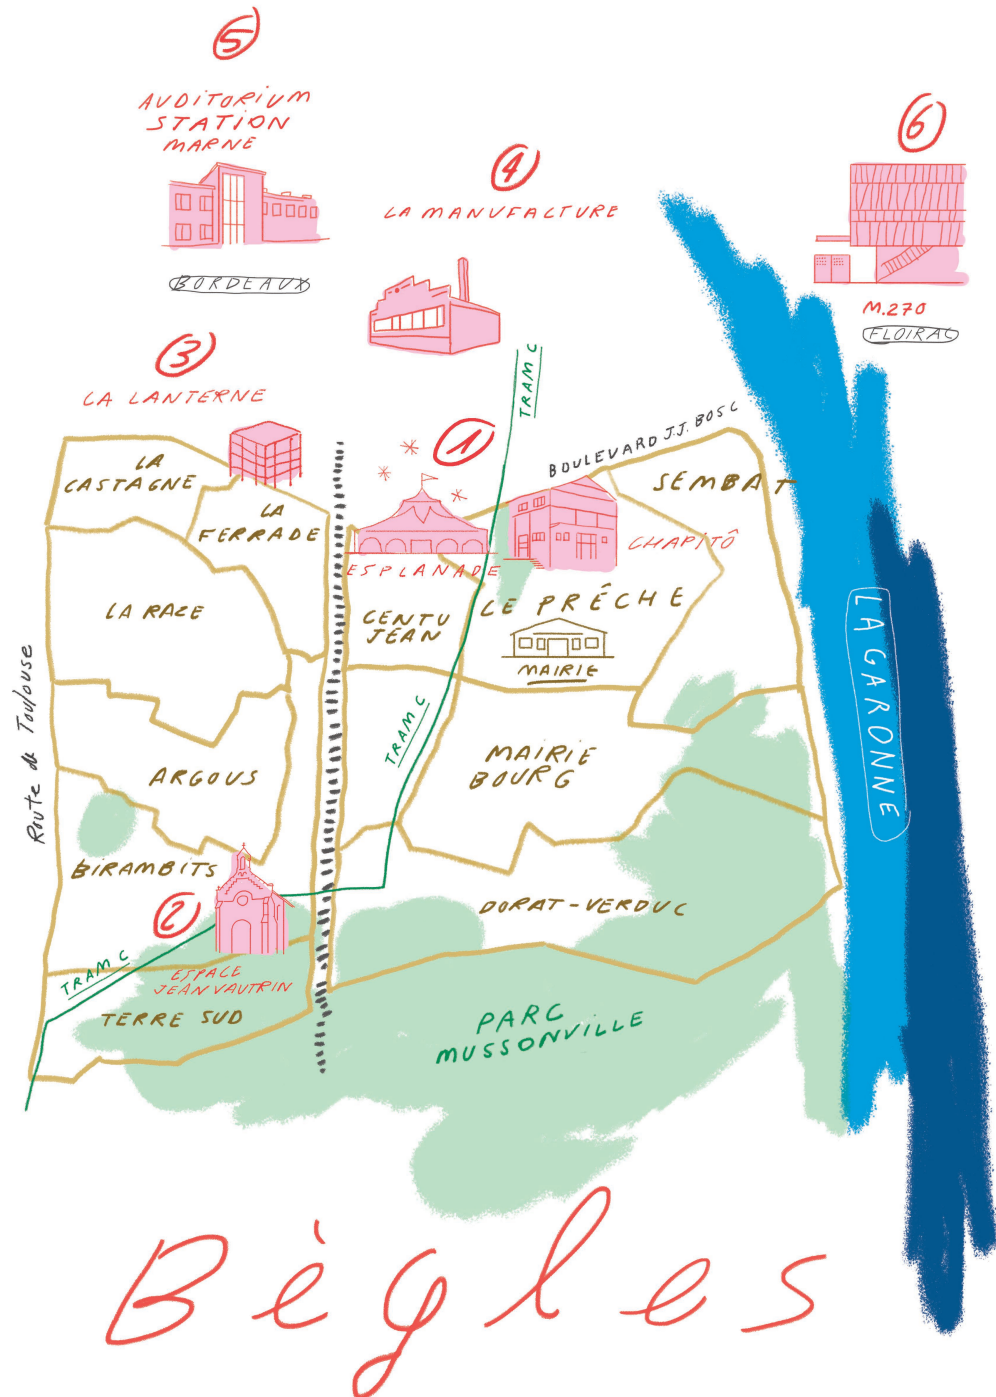 5
AUDITORIUM
STATION
MARNE
BORDEAUX
4
LA MANUFACTURE
6
M.270
FLOIRAC
3
LA LANTERNE
1
TRAM C
BOULEVARD J.J. BOSC
LA
CASTAGNE
LA
FERRADE
SEMBAT
ESPLANADE
CHAPITÔ
LA RAZE
CENTU
JEAN
LE PRÊCHE
MAIRIE
LA GARONNE
Route de Toulouse
TRAM C
ARGOUS
MAIRIE
BOURG
BIRAMBITS
2
DORAT-VERDUC
TRAM C
ESPACE
JEAN VAUTRIN
TERRE SUD
PARC
MUSSONVILLE
Bègles